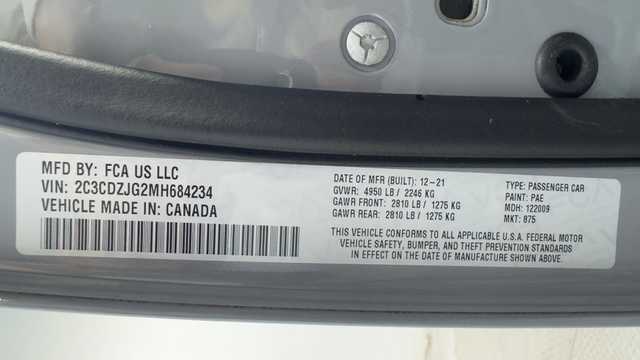 MFD BY: FCA US LLC
VIN: 2C3CDZJG2MH684234
VEHICLE MADE IN: CANADA
DATE OF MFR (BUILT): 12-21
GVWR: 4950 LB / 2246 KG
GAWR FRONT: 2810 LB / 1275 KG
GAWR REAR: 2810 LB / 1275 KG
TYPE: PASSENGER CAR
PAINT: PAE
MDH: 122009
MKT: 875
THIS VEHICLE CONFORMS TO ALL APPLICABLE U.S.A. FEDERAL MOTOR
VEHICLE SAFETY, BUMPER, AND THEFT PREVENTION STANDARDS
IN EFFECT ON THE DATE OF MANUFACTURE SHOWN ABOVE.